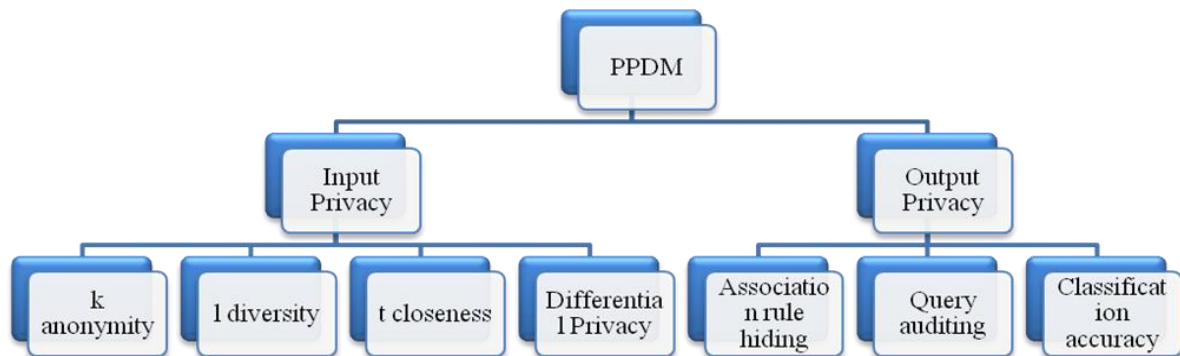 PPDM
Input
Privacy
Output
Privacy
k
anonymity
l diversity
t closeness
Differentia
l Privacy
Associatio
n rule
hiding
Query
auditing
Classificat
ion
accuracy